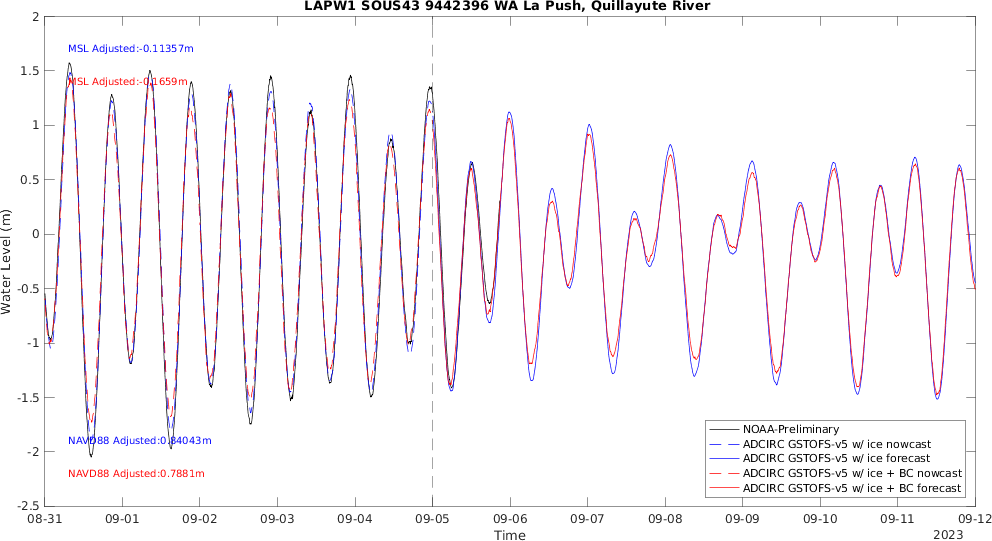 LAPW1 SOUS43 9442396 WA La Push, Quillayute River
2
1.5
1
0.5
0
-0.5
-1
-1.5
-2
-2.5
Water Level (m)
MSL Adjusted:-0.11357m
MSL Adjusted:-0.1659m
NAVD88 Adjusted:0.84043m
NAVD88 Adjusted:0.7881m
NOAA-Preliminary
ADCIRC GSTOFS-v5 w/ ice nowcast
ADCIRC GSTOFS-v5 w/ ice forecast
ADCIRC GSTOFS-v5 w/ ice + BC nowcast
ADCIRC GSTOFS-v5 w/ ice + BC forecast
08-31 09-01 09-02 09-03 09-04 09-05 09-06 09-07 09-08 09-09 09-10 09-11 09-12
Time
2023